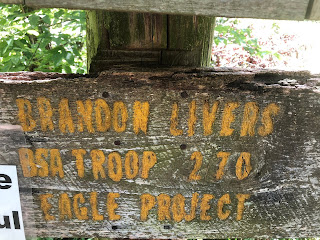 BRANDON LIVERS
BSA TROOP 270
EAGLE PROJECT